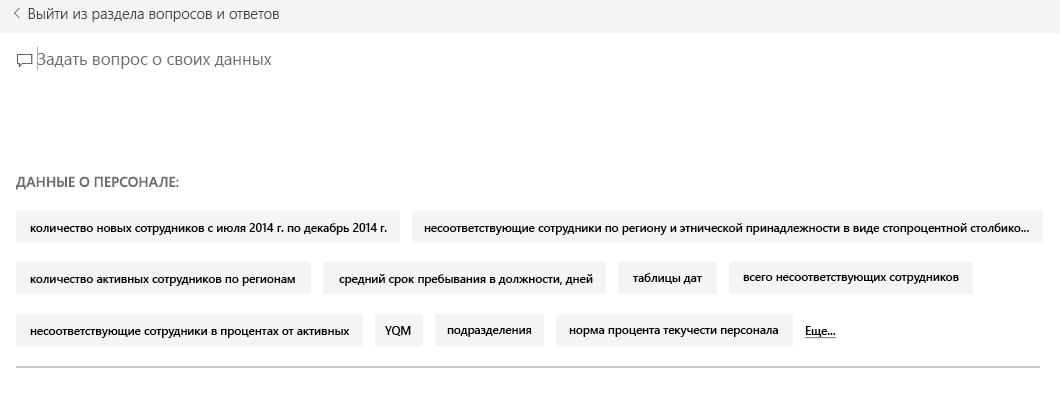 Выйти из раздела вопросов и ответов
Задать вопрос о своих данных
ДАННЫЕ О ПЕРСОНАЛЕ:
количество новых сотрудников с июля 2014 г. по декабрь 2014 г. несоответствующие сотрудники по региону и этнической принадлежности в виде стопроцентной столбико...
количество активных сотрудников по регионам средний срок пребывания в должности, дней таблицы дат всего несоответствующих сотрудников
несоответствующие сотрудники в процентах от активных YQM подразделения норма процента текучести персонала Еще...